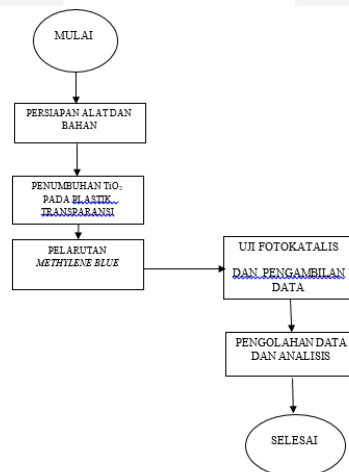 MULAI
PERSIAPAN ALAT DAN
BAHAN
PENUMBUHAN TiO₂
PADA PLASTIK
TRANSPARANSI
PELARUTAN
METHYLENE BLUE
UJI FOTOKATALIS
DAN PENGAMBILAN
DATA
PENGOLAHAN DATA
DAN ANALISIS
SELESAI